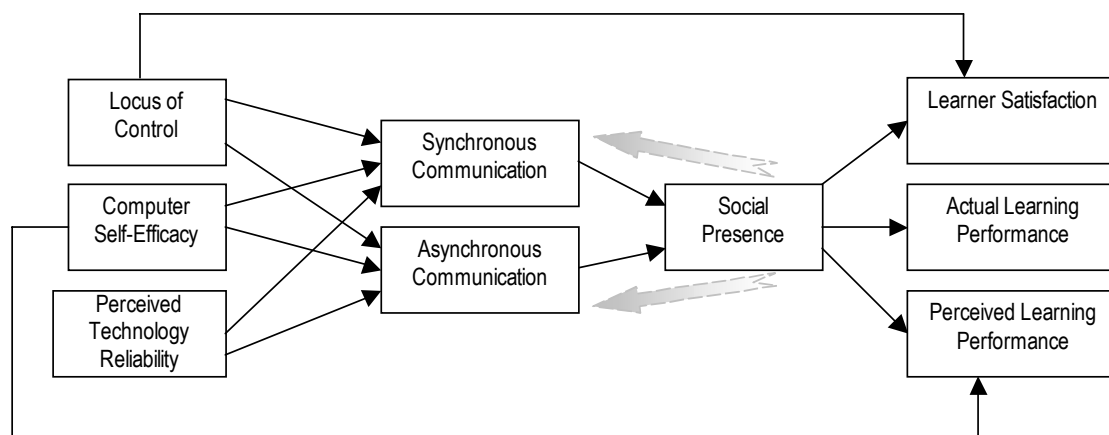 Locus of
Control
Computer
Self-Efficacy
Perceived
Technology
Reliability
Synchronous
Communication
Asynchronous
Communication
Social
Presence
Learner Satisfaction
Actual Learning
Performance
Perceived Learning
Performance